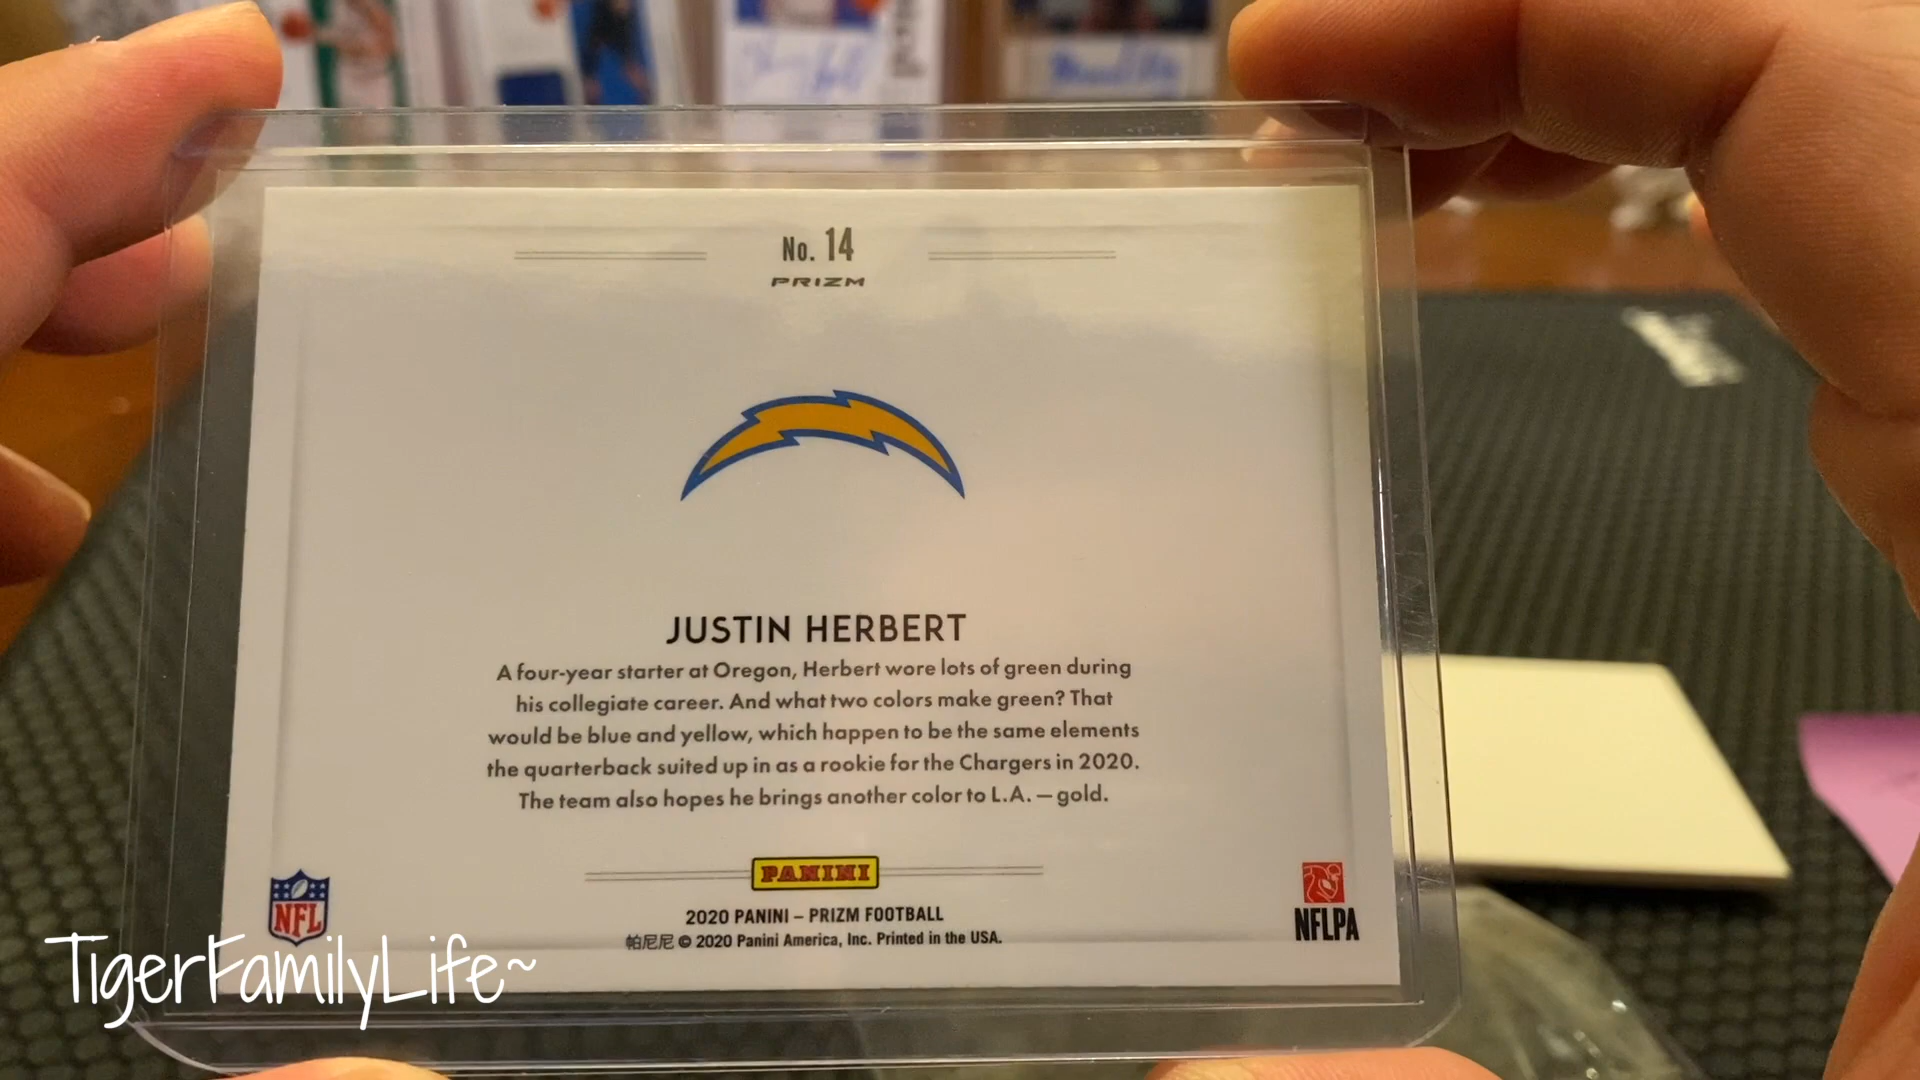 No. 14
PRIZM
JUSTIN HERBERT
A four-year starter at Oregon, Herbert wore lots of green during
his collegiate career. And what two colors make green? That
would be blue and yellow, which happen to be the same elements
the quarterback suited up in as a rookie for the Chargers in 2020.
The team also hopes he brings another color to L.A. — gold.
PANINI
NFL
NFLPA
2020 PANINI – PRIZM FOOTBALL
帕尼尼 © 2020 Panini America, Inc. Printed in the USA.
TigerFamilyLife~